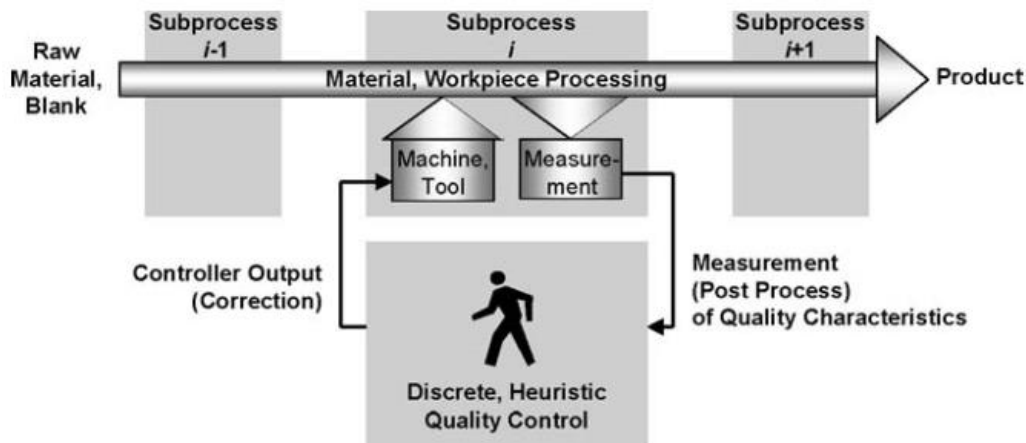 Subprocess
i-1
Subprocess
i
Subprocess
i+1
Raw
Material,
Blank
Material, Workpiece Processing
Product
Machine,
Tool
Measure-
ment
Controller Output
(Correction)
Measurement
(Post Process)
of Quality Characteristics
Discrete, Heuristic
Quality Control